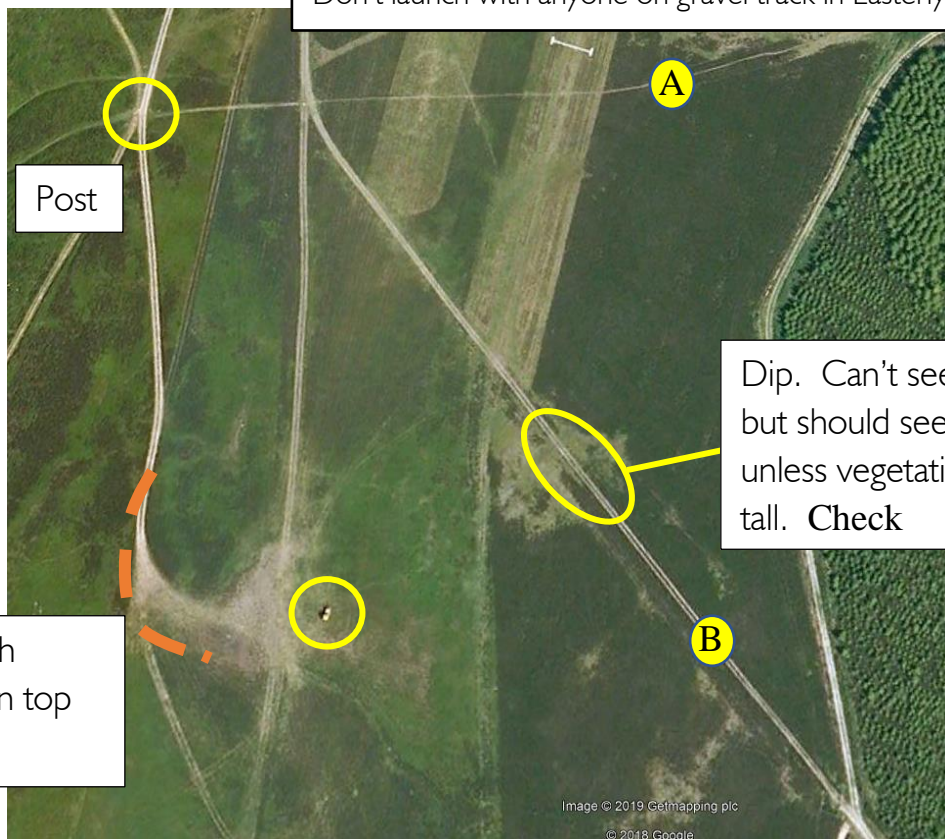 Don't launch with anyone on gravel track in Easterly
A
Post
Dip. Can't see
but should see
unless vegetati
tall. Check
B
h
n top
Image © 2019 Getmapping plc
© 2018 Google